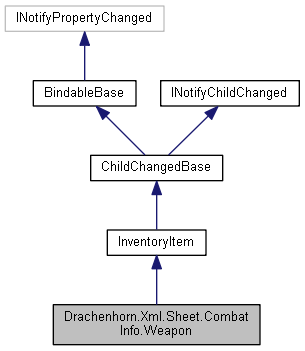 INotifyPropertyChanged
BindableBase
INotifyChildChanged
ChildChangedBase
InventoryItem
Drachenhorn.Xml.Sheet.Combat
Info.Weapon